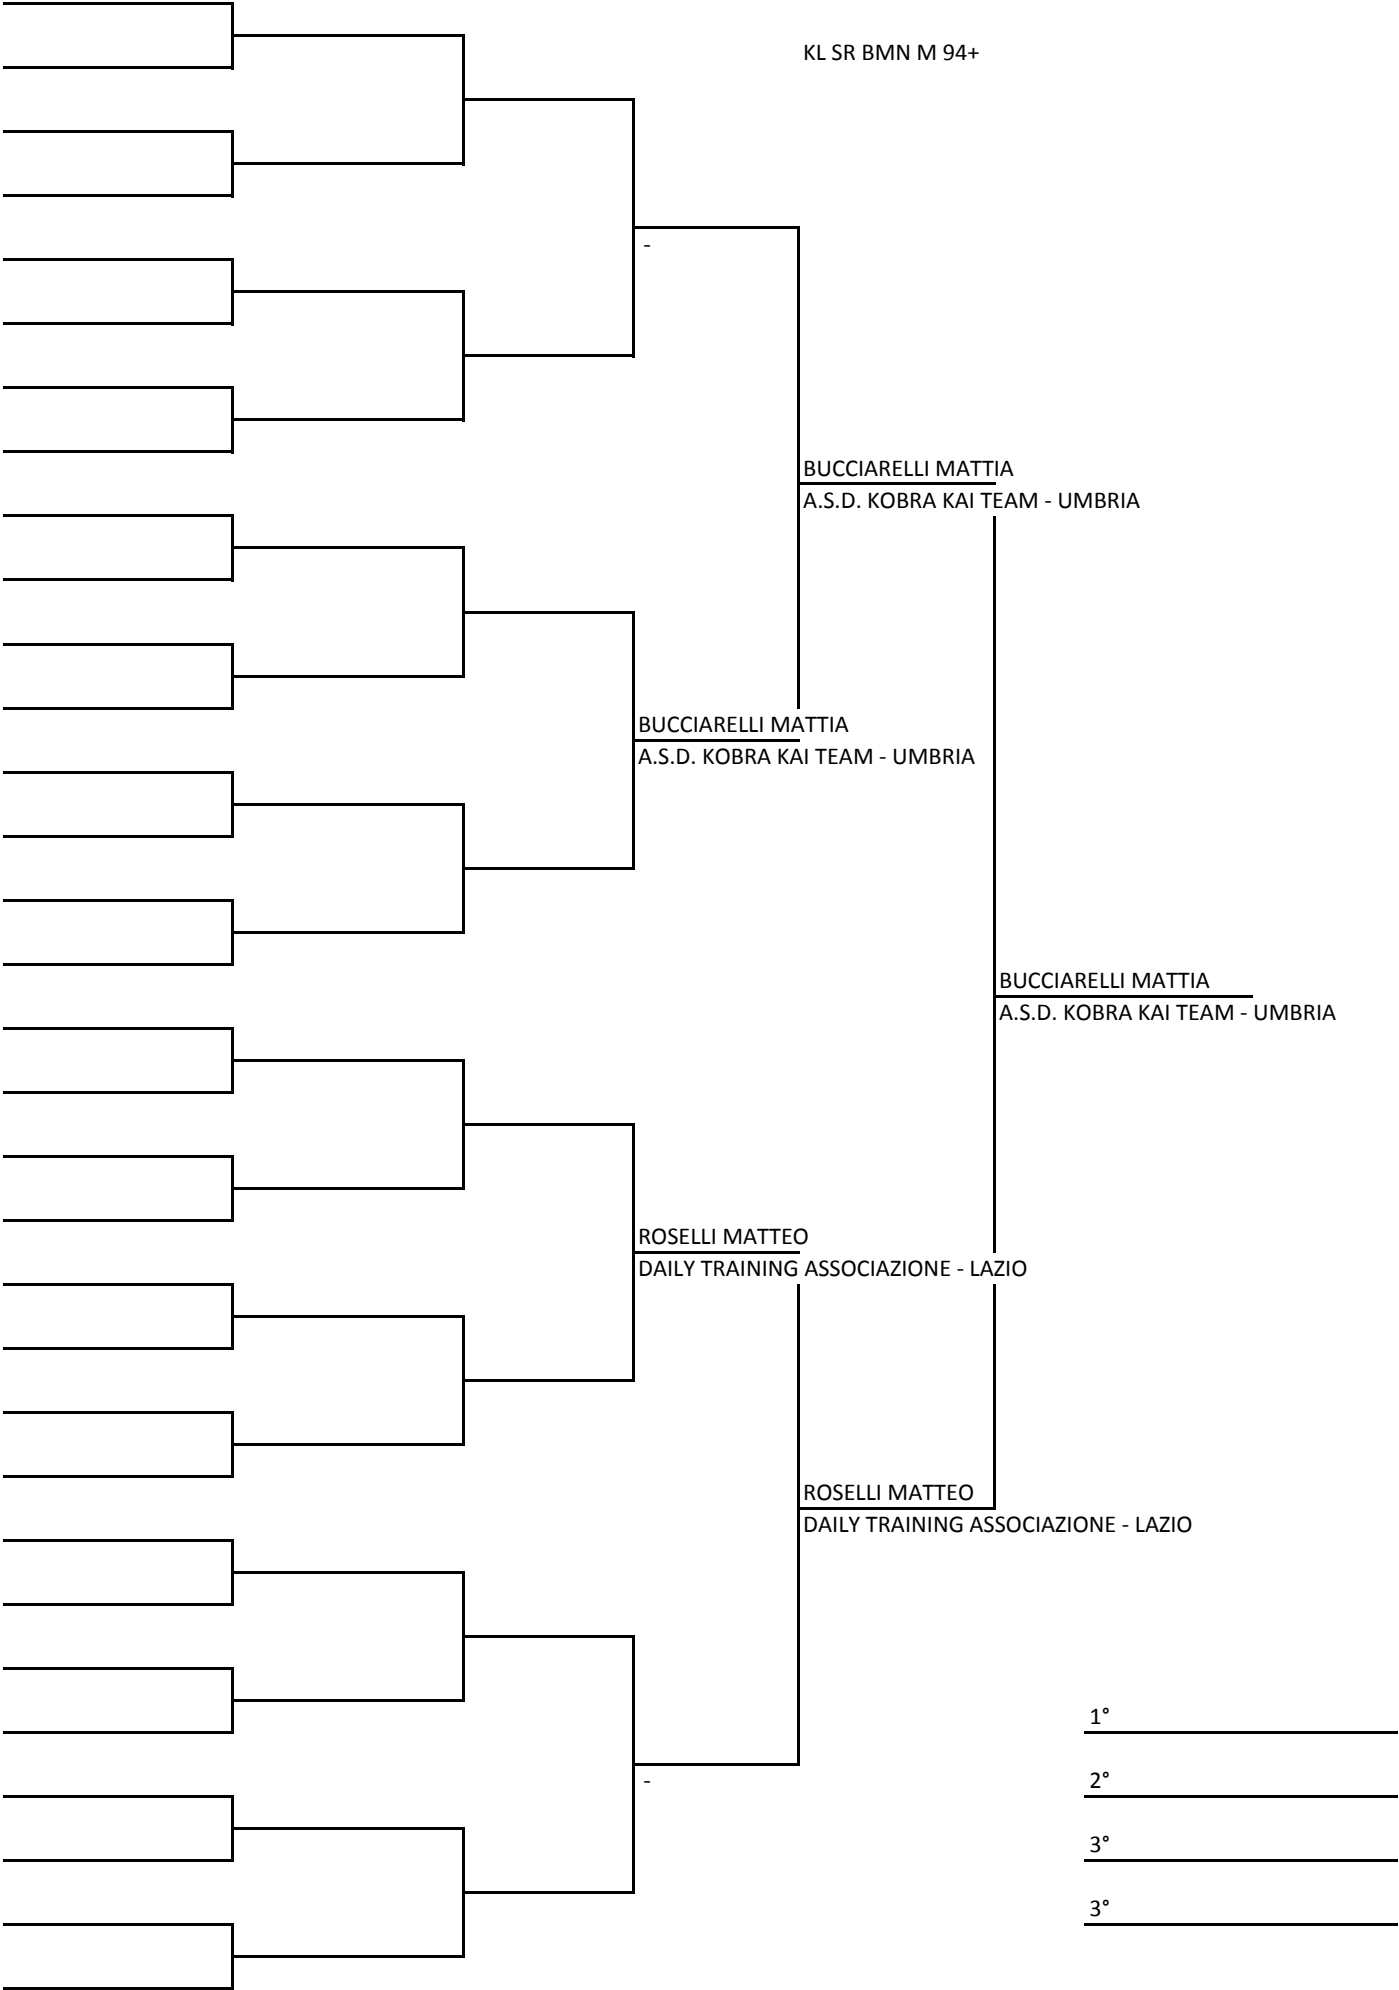 KL SR BMN M 94+
-
BUCCIARELLI MATTIA
A.S.D. KOBRA KAI TEAM - UMBRIA
BUCCIARELLI MATTIA
A.S.D. KOBRA KAI TEAM - UMBRIA
BUCCIARELLI MATTIA
A.S.D. KOBRA KAI TEAM - UMBRIA
ROSELLI MATTEO
DAILY TRAINING ASSOCIAZIONE - LAZIO
ROSELLI MATTEO
DAILY TRAINING ASSOCIAZIONE - LAZIO
1°
-
2°
3°
3°